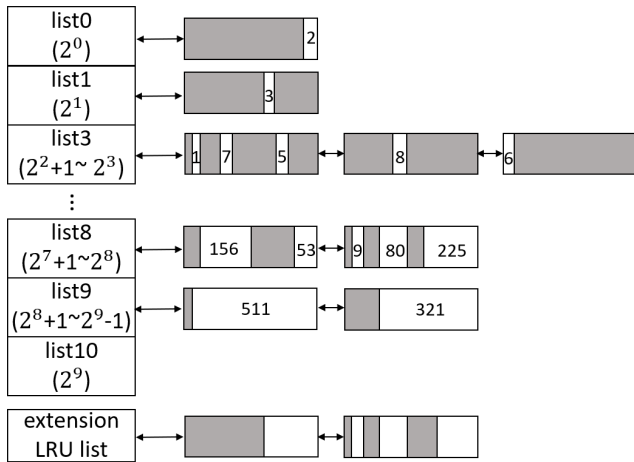 list0
(2⁰)
2
list1
(2¹)
3
list3
(2²+1~ 2³)
1 7 5 8 6
⋮
list8
(2⁷+1~2⁸)
156 53 9 80 225
list9
(2⁸+1~2⁹-1)
511 321
list10
(2⁹)
extension
LRU list